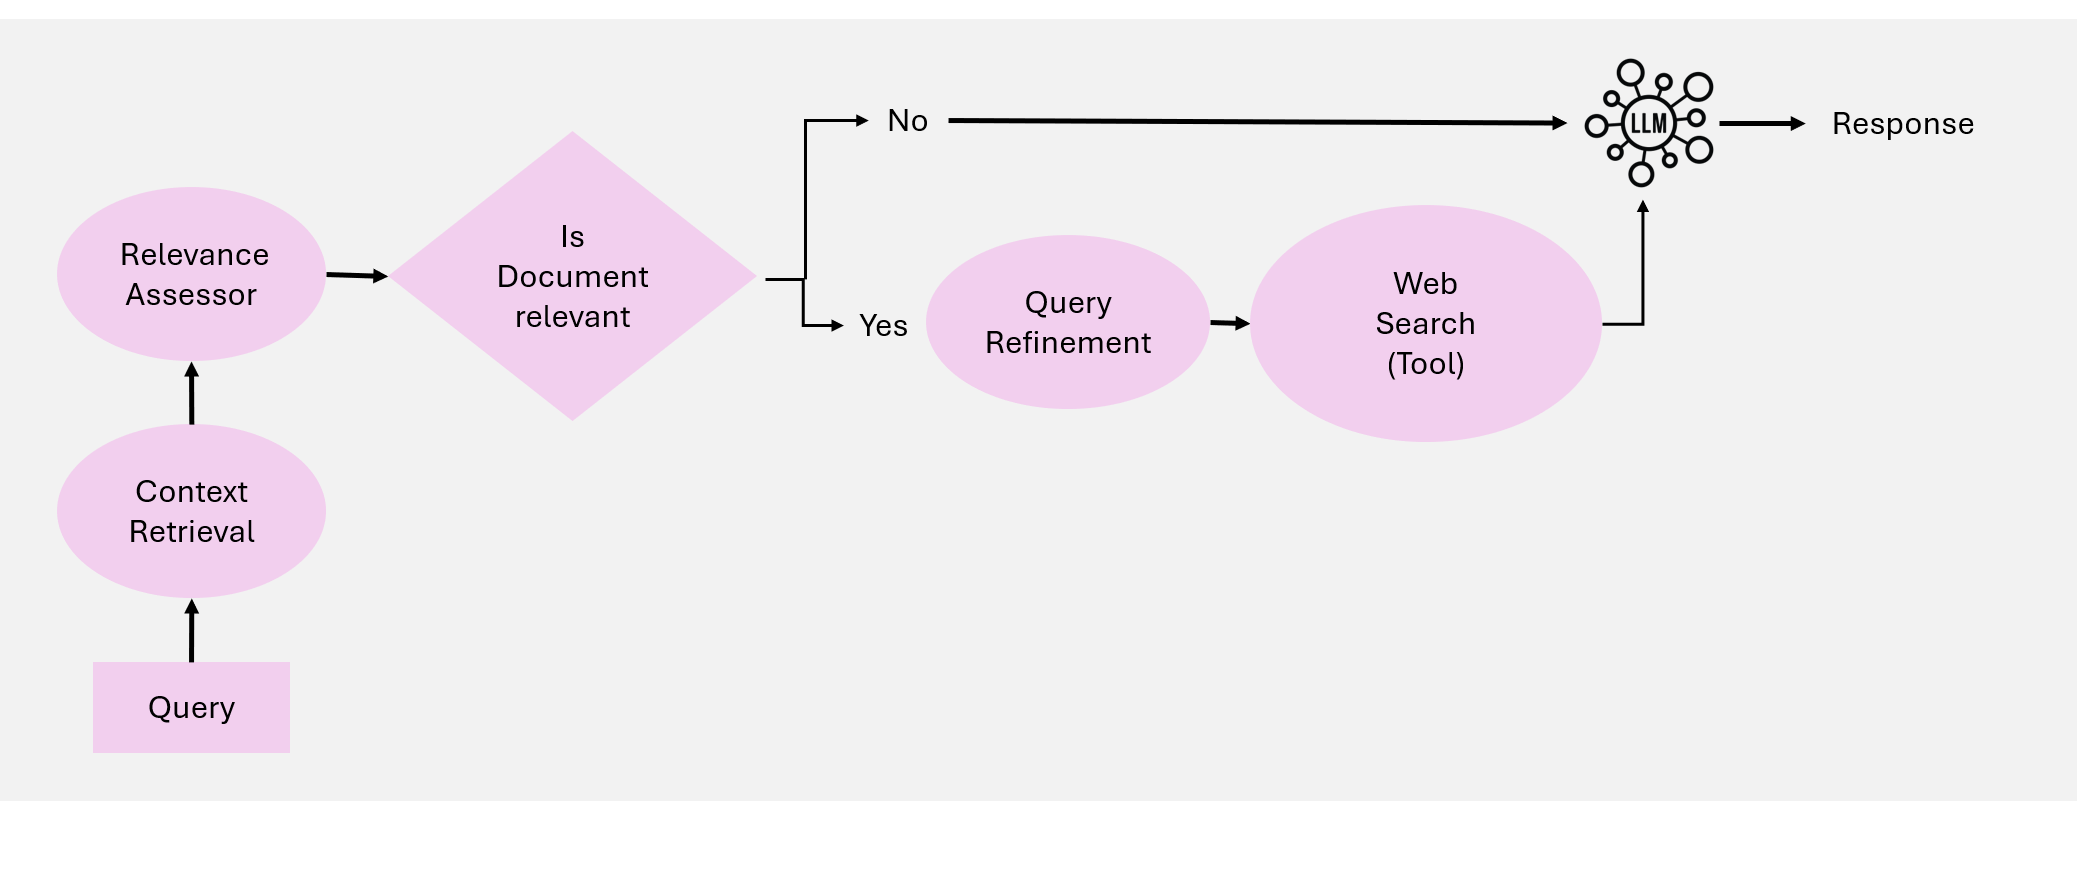 Relevance
Assessor
Context
Retrieval
Query
Is
Document
relevant
No
Yes
Query
Refinement
Web
Search
(Tool)
LLM
Response